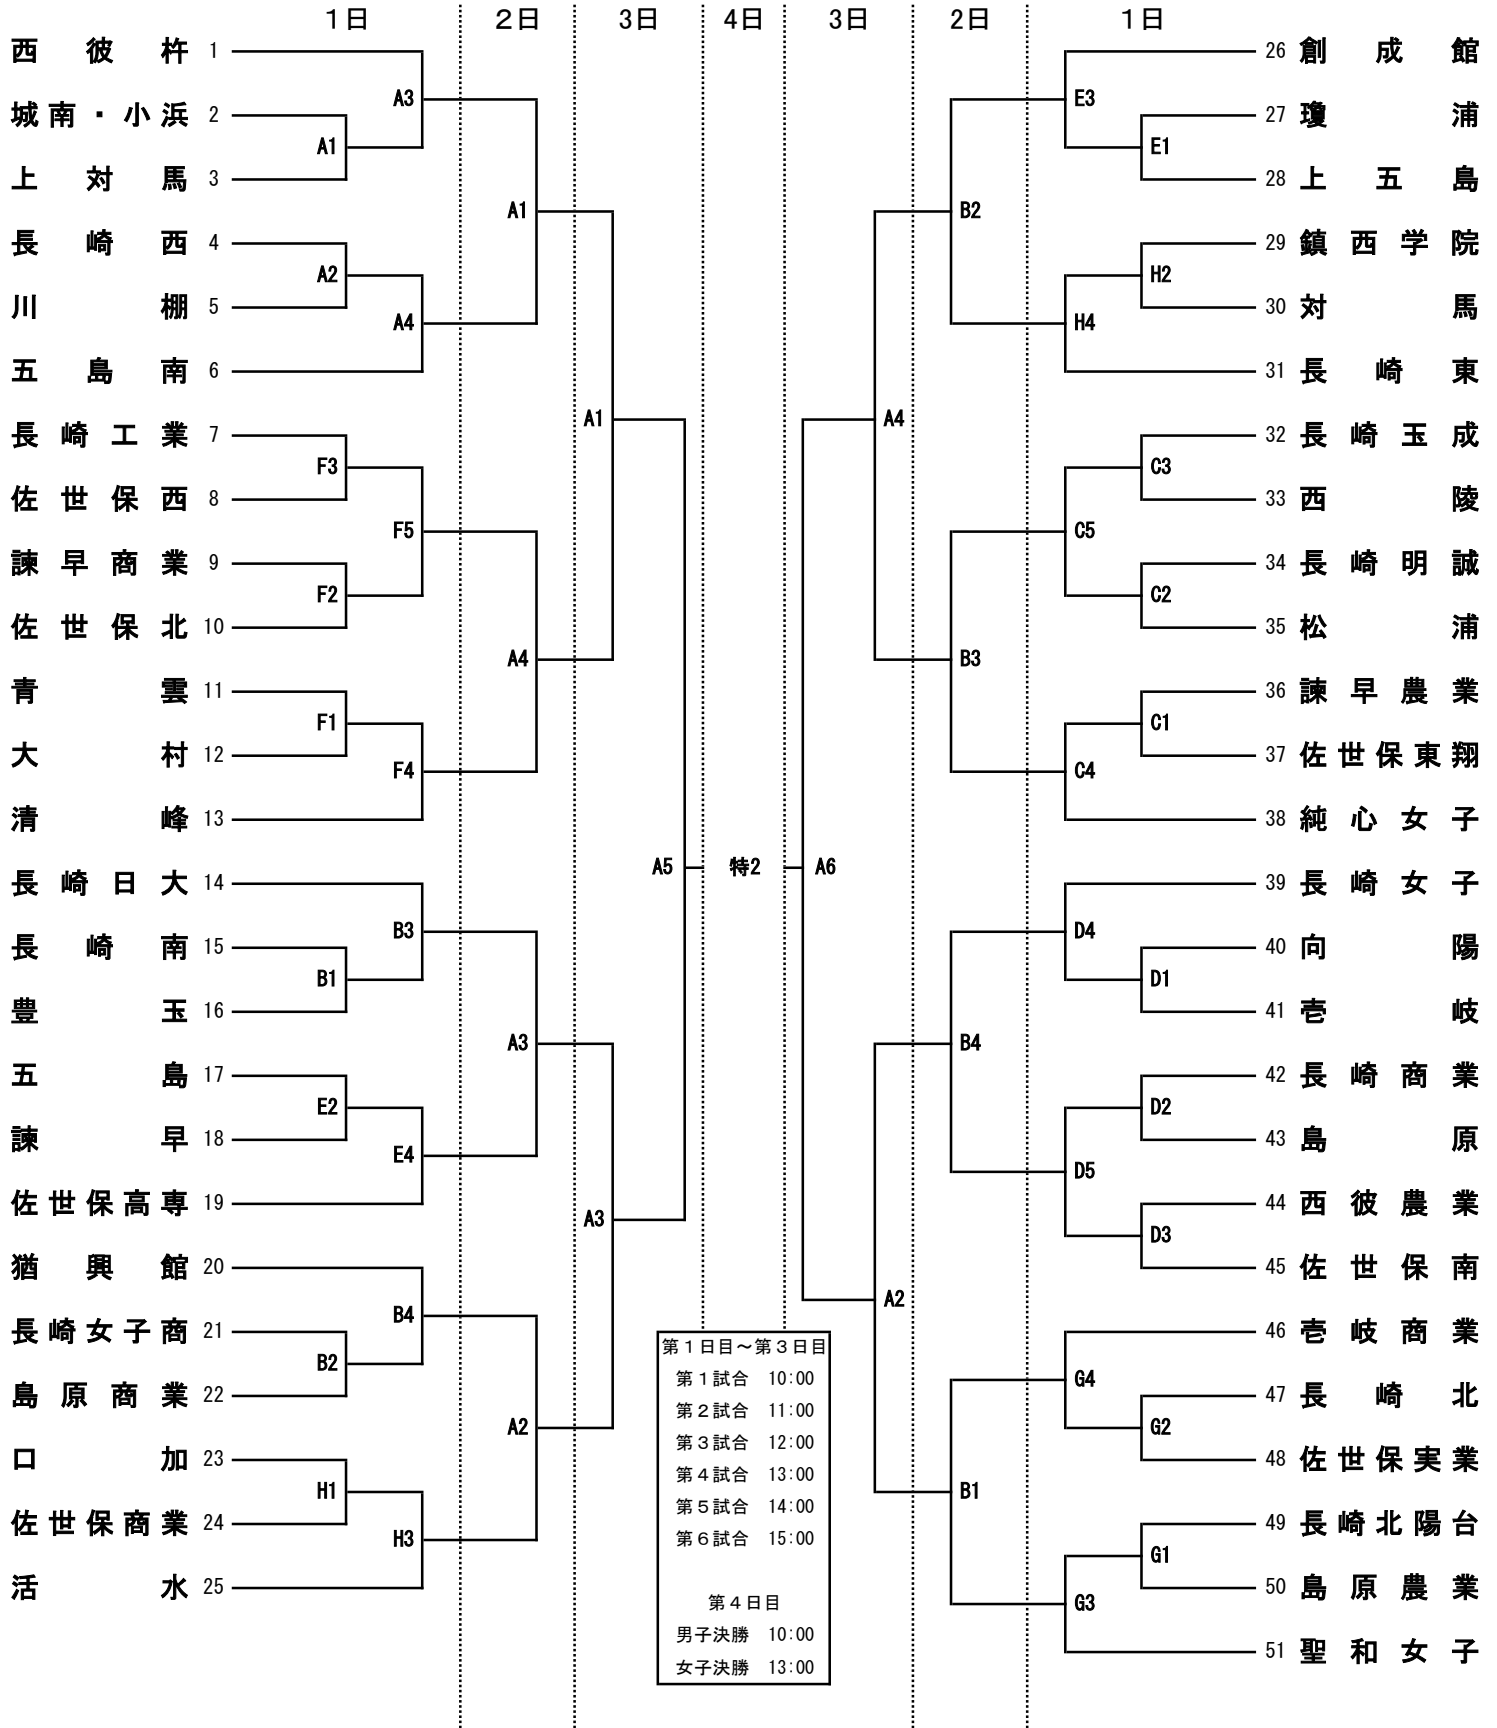 1日 2日 3日 4日 3日 2日 1日
西彼杵 1
城南・小浜 2
上対馬 3
長崎西 4
川棚 5
五島南 6
長崎工業 7
佐世保西 8
諫早商業 9
佐世保北 10
青雲 11
大村 12
清峰 13
長崎日大 14
長崎南 15
豊玉 16
五島 17
諫早 18
佐世保高専 19
猶興館 20
長崎女子商 21
島原商業 22
口加 23
佐世保商業 24
活水 25
A3
A1
A2
A4
F3
F5
F2
F1
F4
B3
B1
E2
E4
B4
B2
H1
H3
A1
A4
A3
A2
A1
A3
A5
特2
A6
A4
A2
B2
B3
B4
B1
E3
E1
H2
H4
C3
C5
C2
C1
C4
D4
D1
D2
D5
D3
G4
G2
G1
G3
26 創成館
27 瓊浦
28 上五島
29 鎮西学院
30 対馬
31 長崎東
32 長崎玉成
33 西陵
34 長崎明誠
35 松浦
36 諫早農業
37 佐世保東翔
38 純心女子
39 長崎女子
40 向陽
41 壱岐
42 長崎商業
43 島原
44 西彼農業
45 佐世保南
46 壱岐商業
47 長崎北
48 佐世保実業
49 長崎北陽台
50 島原農業
51 聖和女子
第1日目～第3日目
第1試合 10:00
第2試合 11:00
第3試合 12:00
第4試合 13:00
第5試合 14:00
第6試合 15:00
第4日目
男子決勝 10:00
女子決勝 13:00